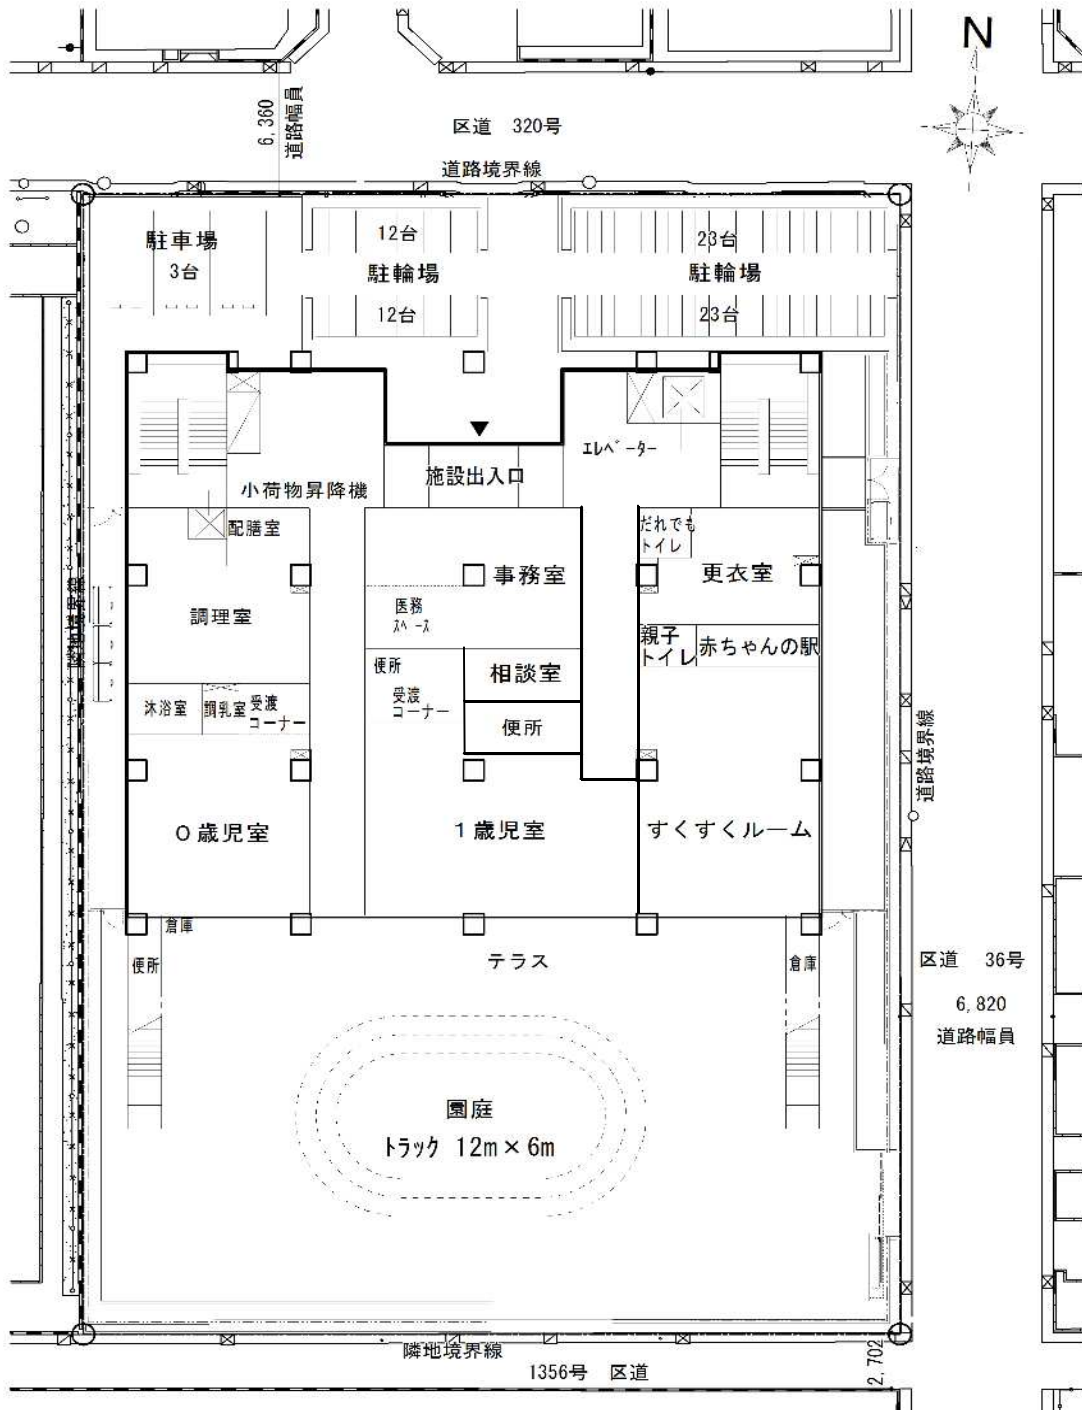 N
6,360
道路幅員
区道 320号
道路境界線
駐車場
3台
12台
駐輪場
12台
23台
駐輪場
23台
エレベーター
施設出入口
小荷物昇降機
配膳室
だれでも
トイレ
事務室
更衣室
調理室
医務
スペース
隣地境界線
親子
トイレ
赤ちゃんの駅
便所
相談室
受渡
コーナー
沐浴室
調乳室
受渡
コーナー
便所
道路境界線
0歳児室
1歳児室
すくすくルーム
倉庫
便所
テラス
倉庫
区道 36号
6,820
道路幅員
園庭
トラック 12m×6m
隣地境界線
1356号 区道
2,702